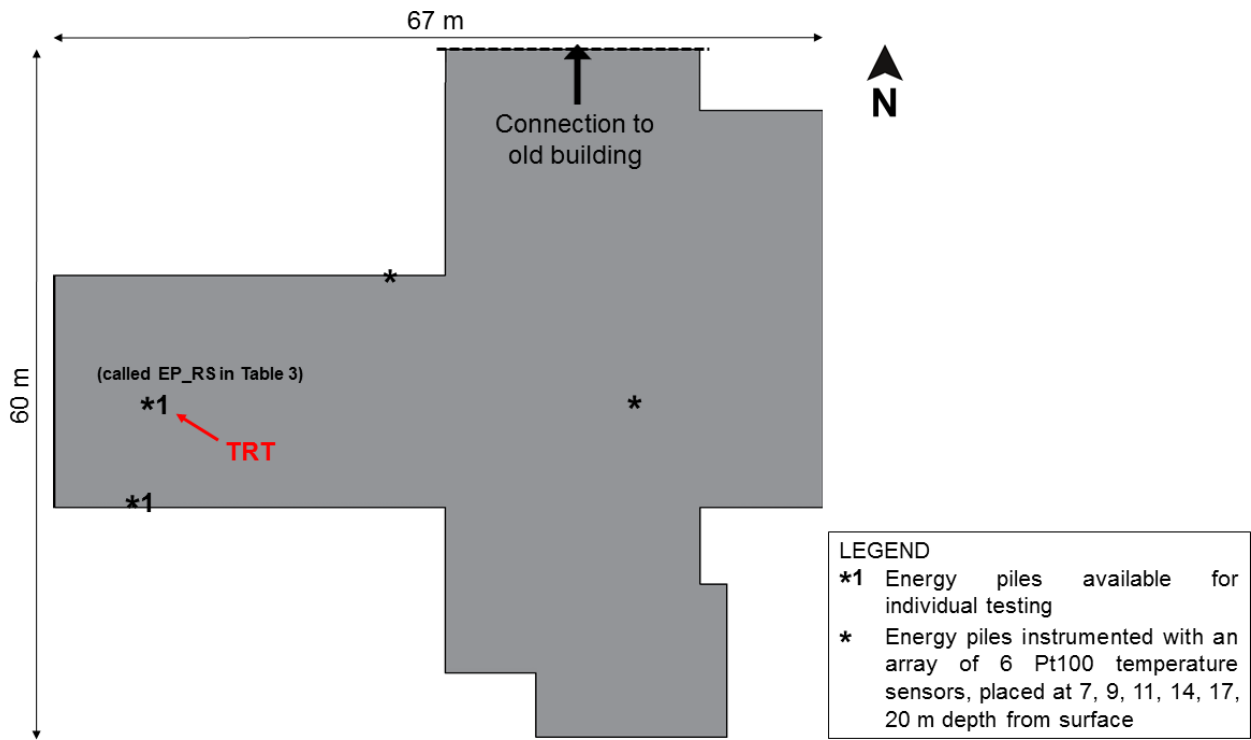 67 m
60 m
N
Connection to
old building
*
(called EP_RS in Table 3)
*1
TRT
*
*1
LEGEND
*1 Energy piles available for
individual testing
* Energy piles instrumented with an
array of 6 Pt100 temperature
sensors, placed at 7, 9, 11, 14, 17,
20 m depth from surface